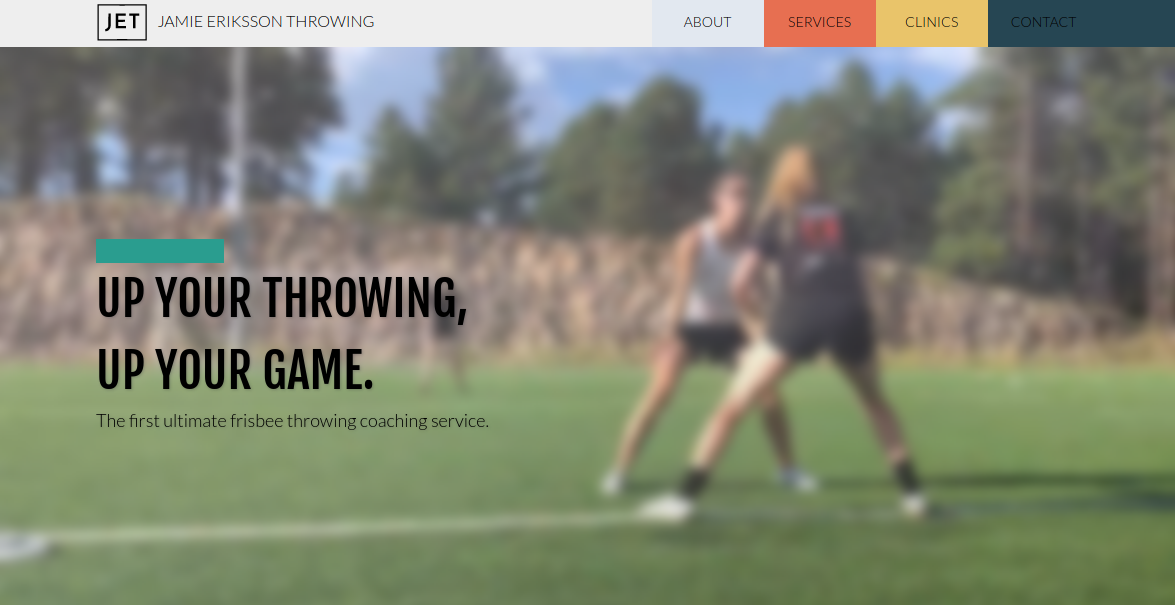 JET
JAMIE ERIKSSON THROWING
ABOUT
SERVICES
CLINICS
CONTACT
UP YOUR THROWING,
UP YOUR GAME.
The first ultimate frisbee throwing coaching service.